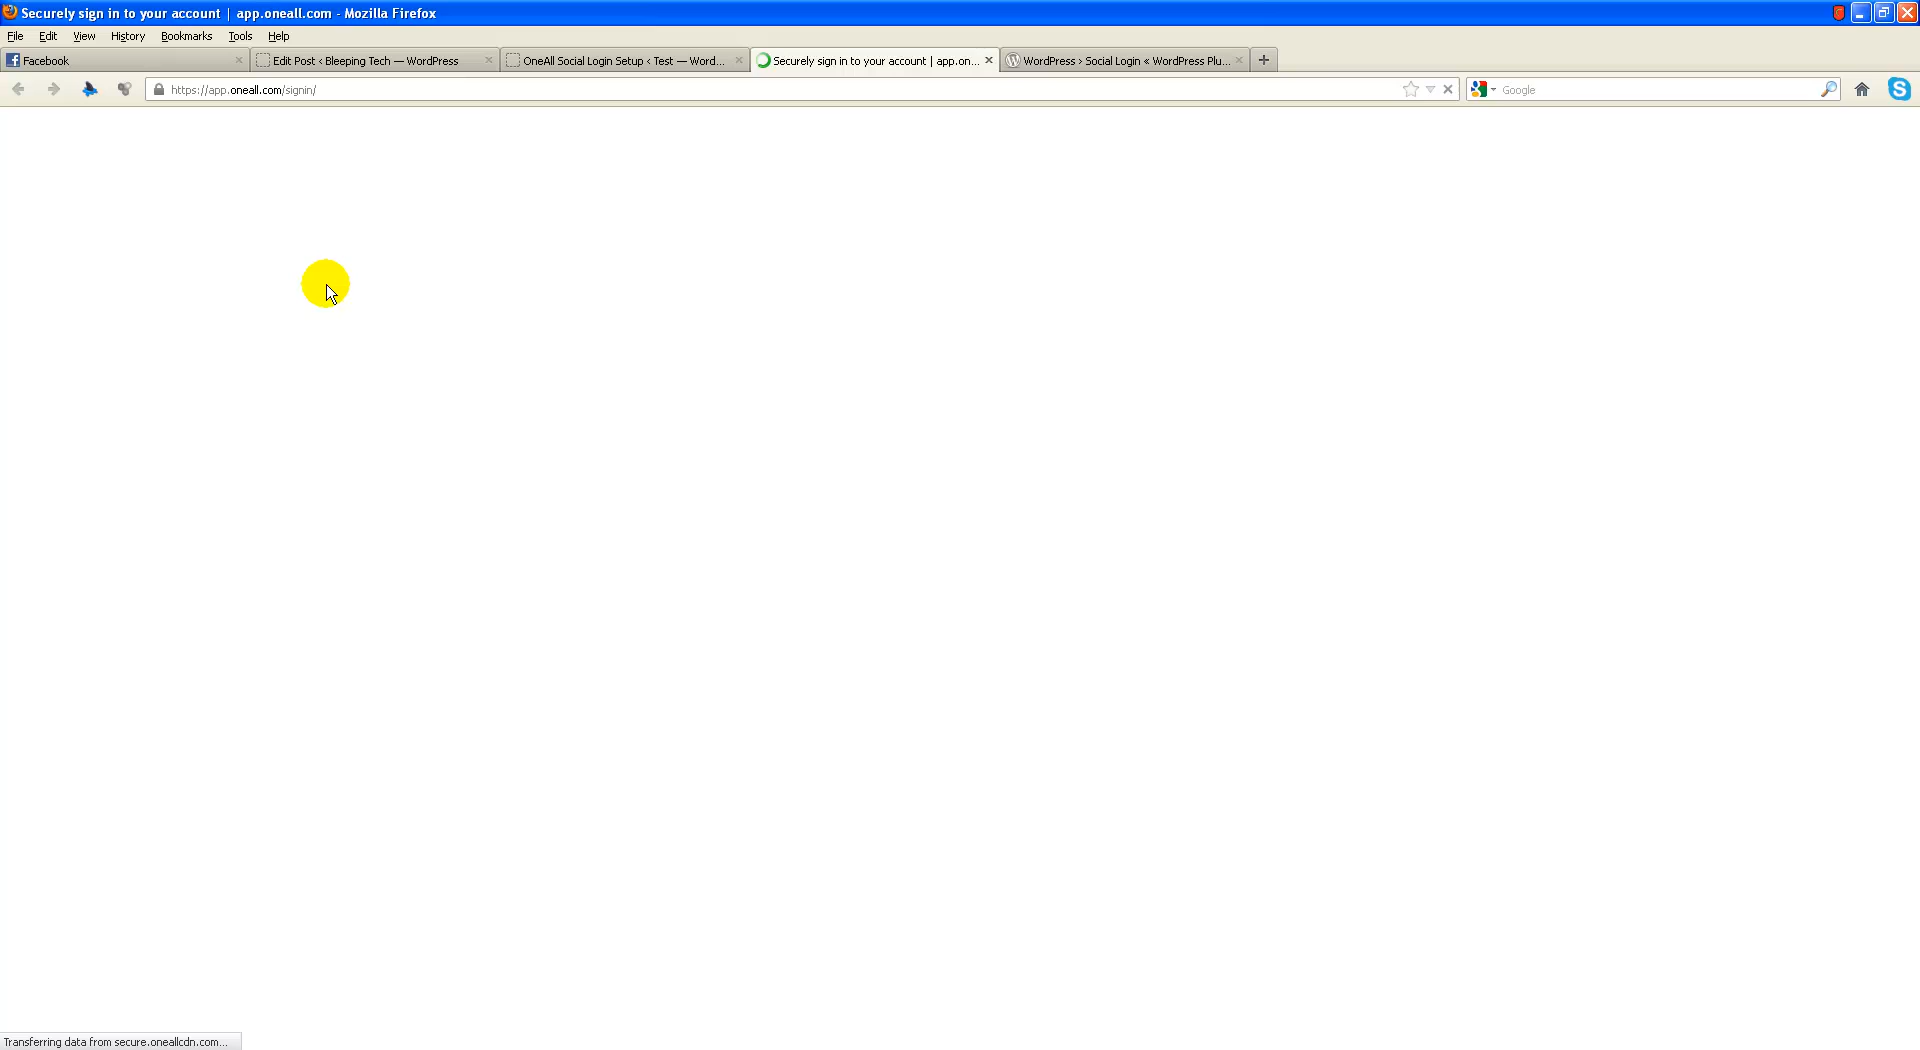 Securely sign in to your account | app.oneall.com - Mozilla Firefox
File Edit View History Bookmarks Tools Help
Facebook
Edit Post ‹ Bleeping Tech — WordPress
OneAll Social Login Setup ‹ Test — Word...
Securely sign in to your account | app.on...
WordPress › Social Login « WordPress Plu...
https://app.oneall.com/signin/
Google
Transferring data from secure.oneallcdn.com...